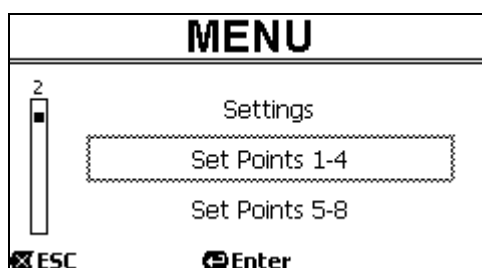 MENU
2
Settings
Set Points 1-4
Set Points 5-8
ESC Enter